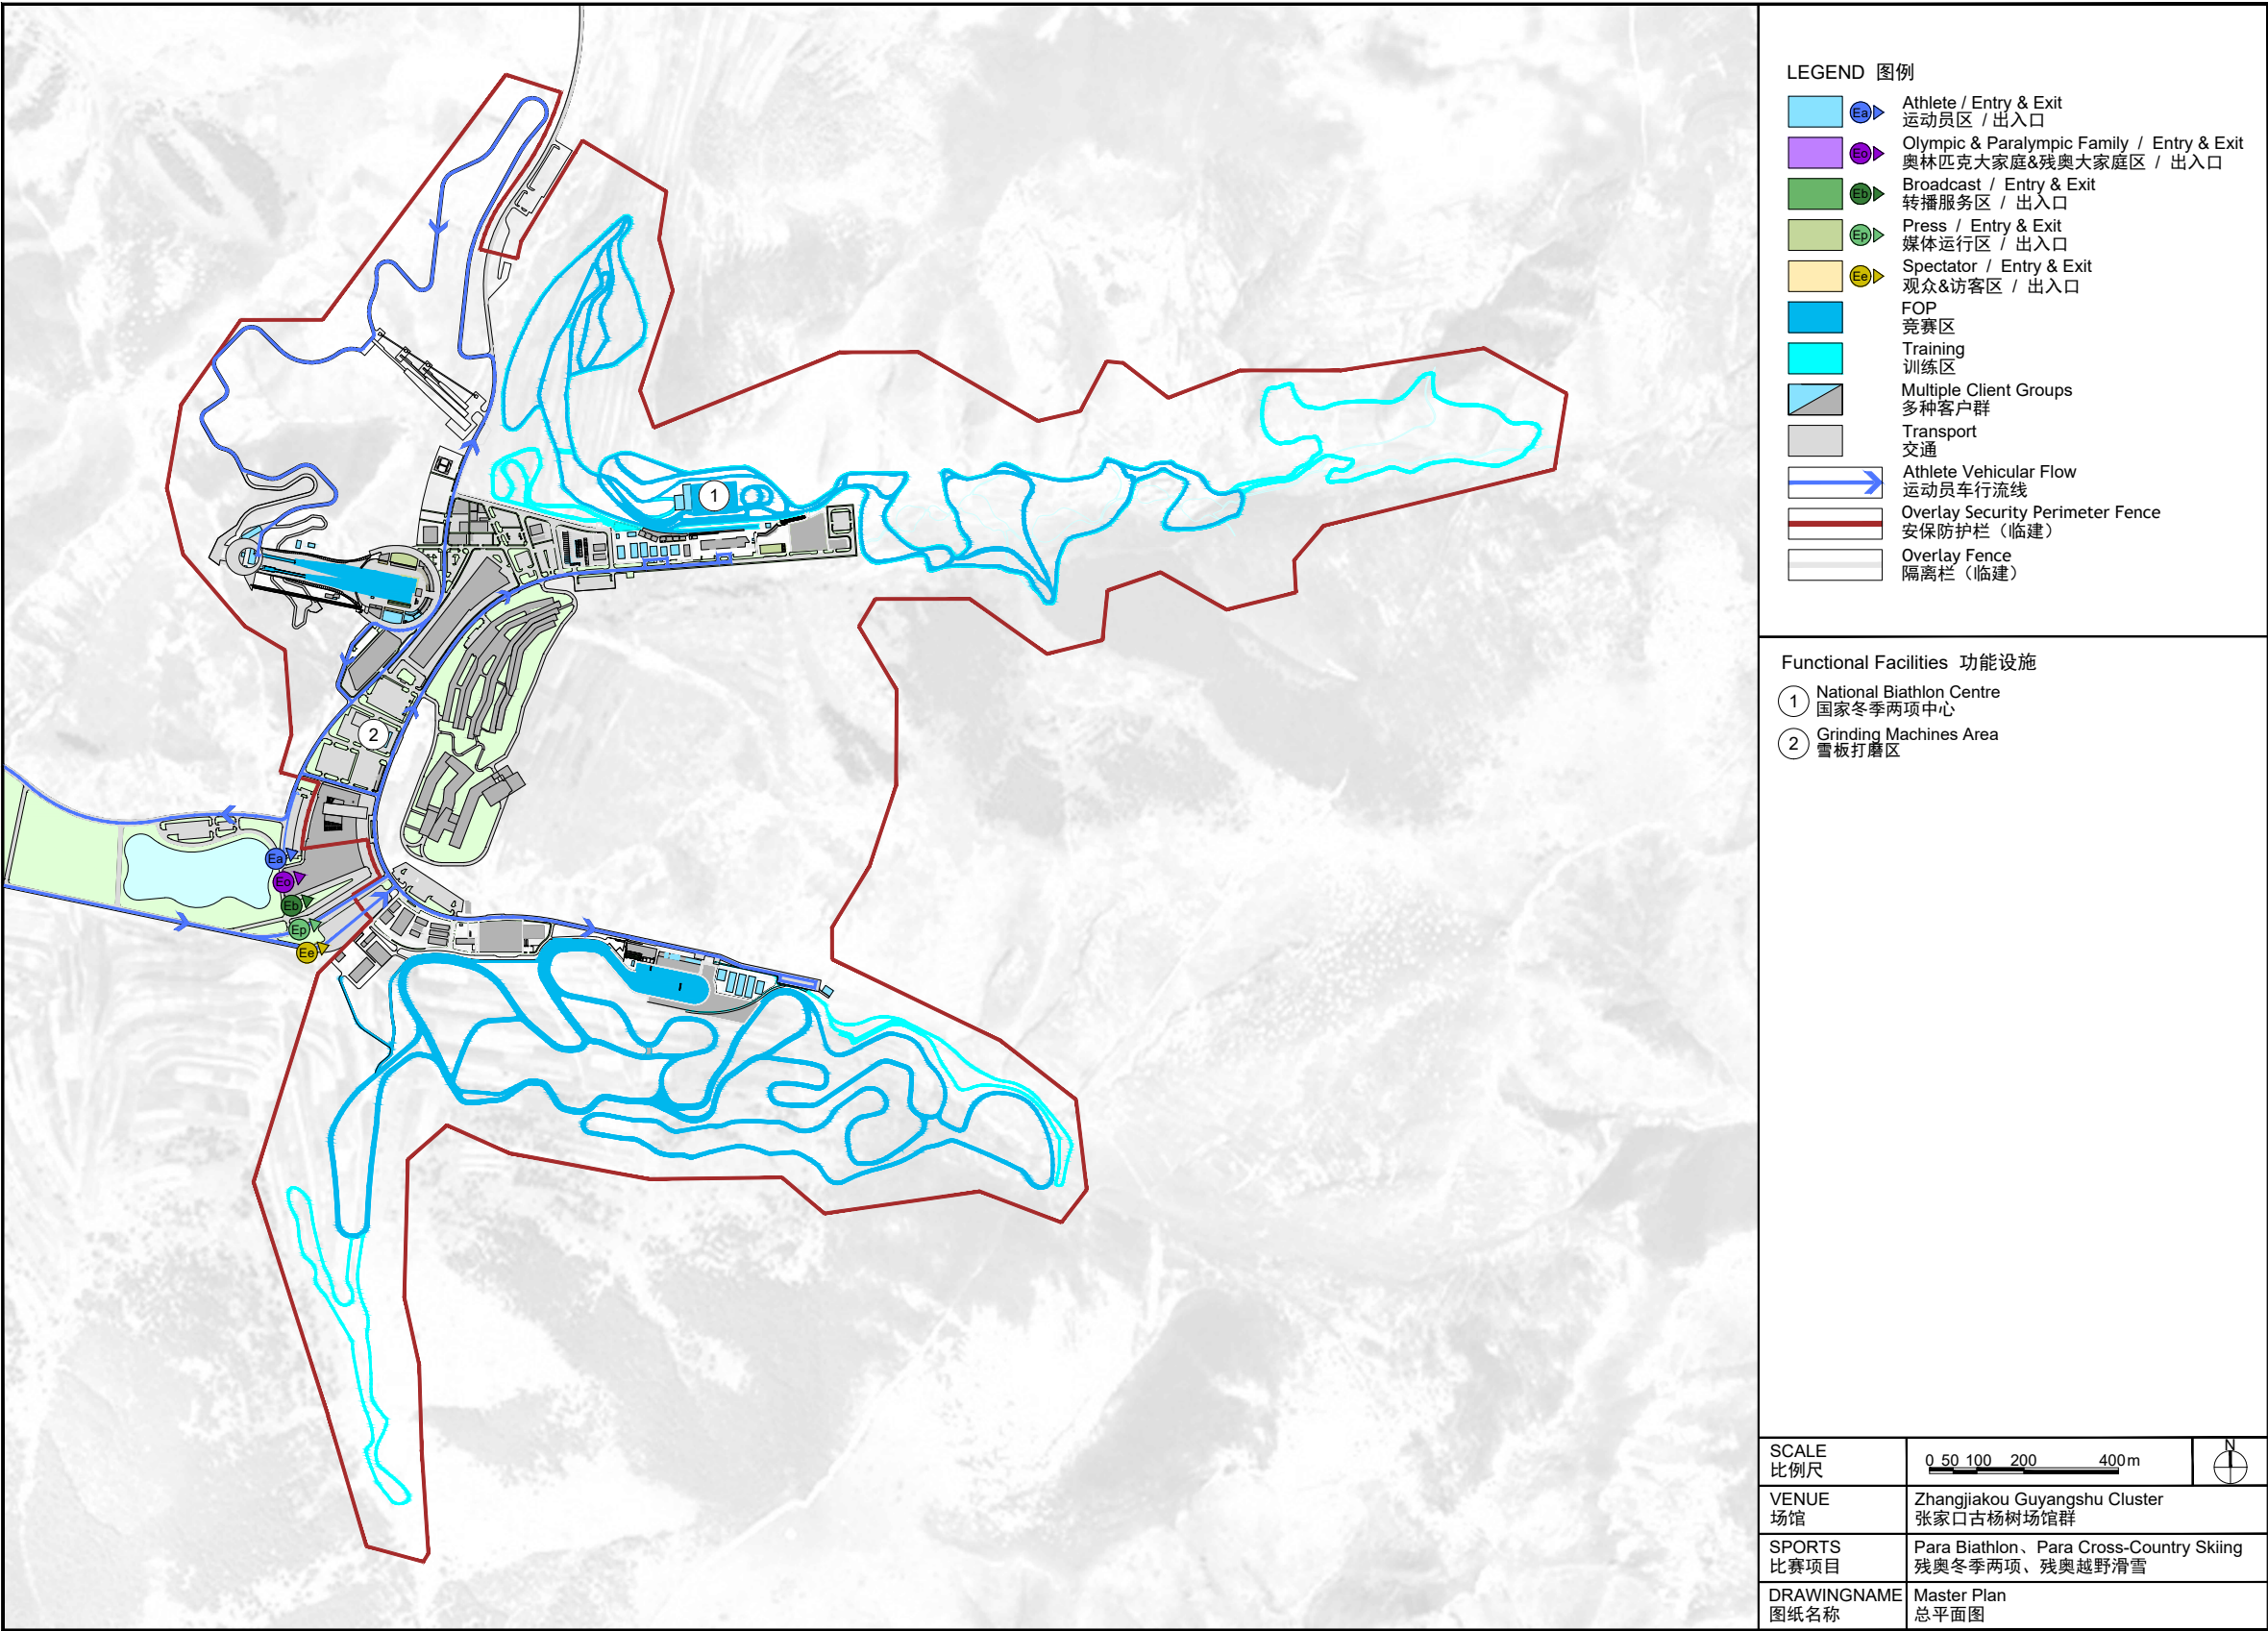 LEGEND 图例
Ea Athlete / Entry & Exit
运动员区 / 出入口
Eo Olympic & Paralympic Family / Entry & Exit
奥林匹克大家庭&残奥大家庭区 / 出入口
Eb Broadcast / Entry & Exit
转播服务区 / 出入口
Ep Press / Entry & Exit
媒体运行区 / 出入口
Ee Spectator / Entry & Exit
观众&访客区 / 出入口
FOP
竞赛区
Training
训练区
Multiple Client Groups
多种客户群
Transport
交通
Athlete Vehicular Flow
运动员车行流线
Overlay Security Perimeter Fence
安保防护栏（临建）
Overlay Fence
隔离栏（临建）
Functional Facilities 功能设施
1 National Biathlon Centre
国家冬季两项中心
2 Grinding Machines Area
雪板打磨区
1
2
Ea
Eo
Eb
Ep
Ee
SCALE
比例尺
0 50 100 200 400m
N
VENUE
场馆
Zhangjiakou Guyangshu Cluster
张家口古杨树场馆群
SPORTS
比赛项目
Para Biathlon、Para Cross-Country Skiing
残奥冬季两项、残奥越野滑雪
DRAWINGNAME
图纸名称
Master Plan
总平面图